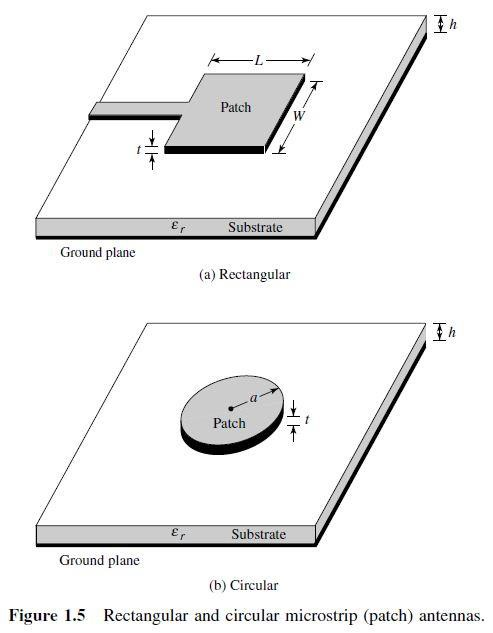 h
L
Patch
W
t
εr Substrate
Ground plane
(a) Rectangular
h
a
Patch
t
εr Substrate
Ground plane
(b) Circular
Figure 1.5 Rectangular and circular microstrip (patch) antennas.